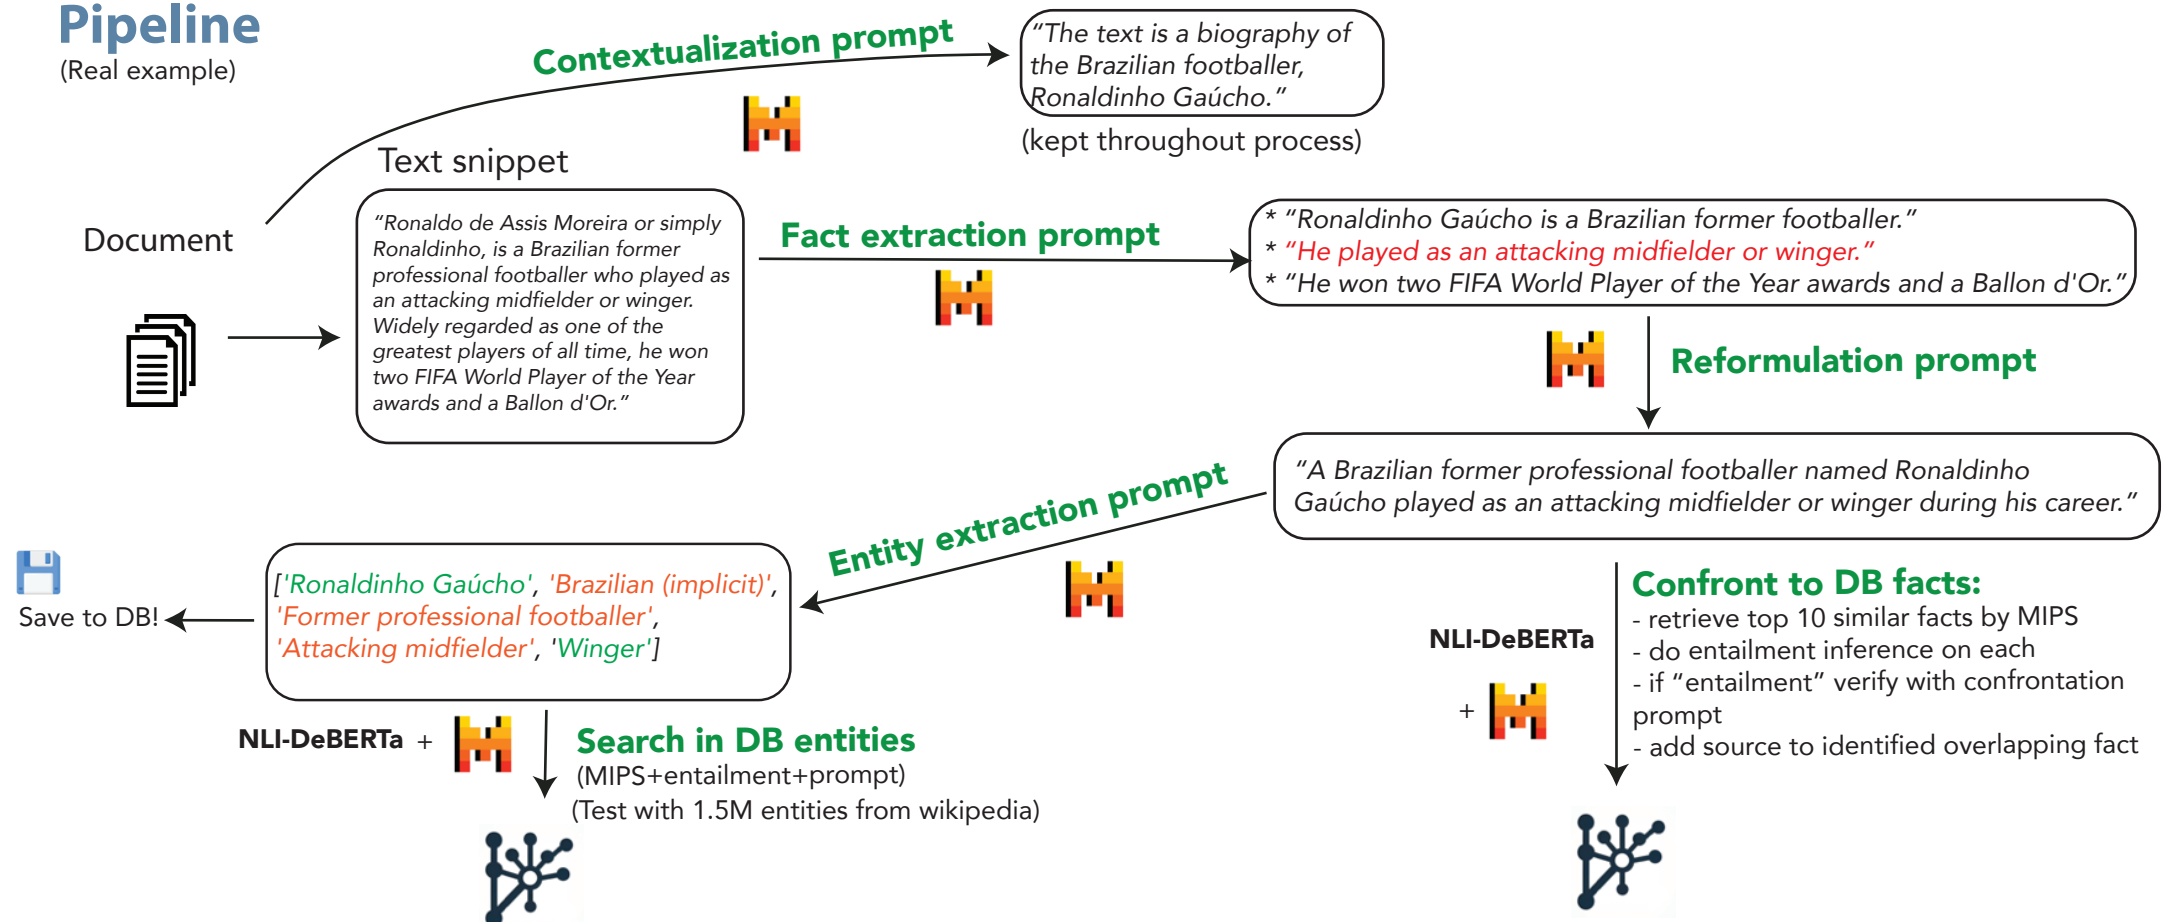 Pipeline
(Real example)
Contextualization prompt
“The text is a biography of
the Brazilian footballer,
Ronaldinho Gaúcho.”
(kept throughout process)
Text snippet
Document
“Ronaldo de Assis Moreira or simply
Ronaldinho, is a Brazilian former
professional footballer who played as
an attacking midfielder or winger.
Widely regarded as one of the
greatest players of all time, he won
two FIFA World Player of the Year
awards and a Ballon d'Or.”
Fact extraction prompt
* “Ronaldinho Gaúcho is a Brazilian former footballer.”
* “He played as an attacking midfielder or winger.”
* “He won two FIFA World Player of the Year awards and a Ballon d'Or.”
Reformulation prompt
“A Brazilian former professional footballer named Ronaldinho
Gaúcho played as an attacking midfielder or winger during his career.”
Entity extraction prompt
['Ronaldinho Gaúcho', 'Brazilian (implicit)',
'Former professional footballer',
'Attacking midfielder', 'Winger']
Save to DB!
NLI-DeBERTa +
Search in DB entities
(MIPS+entailment+prompt)
(Test with 1.5M entities from wikipedia)
NLI-DeBERTa
+
Confront to DB facts:
- retrieve top 10 similar facts by MIPS
- do entailment inference on each
- if “entailment” verify with confrontation
prompt
- add source to identified overlapping fact